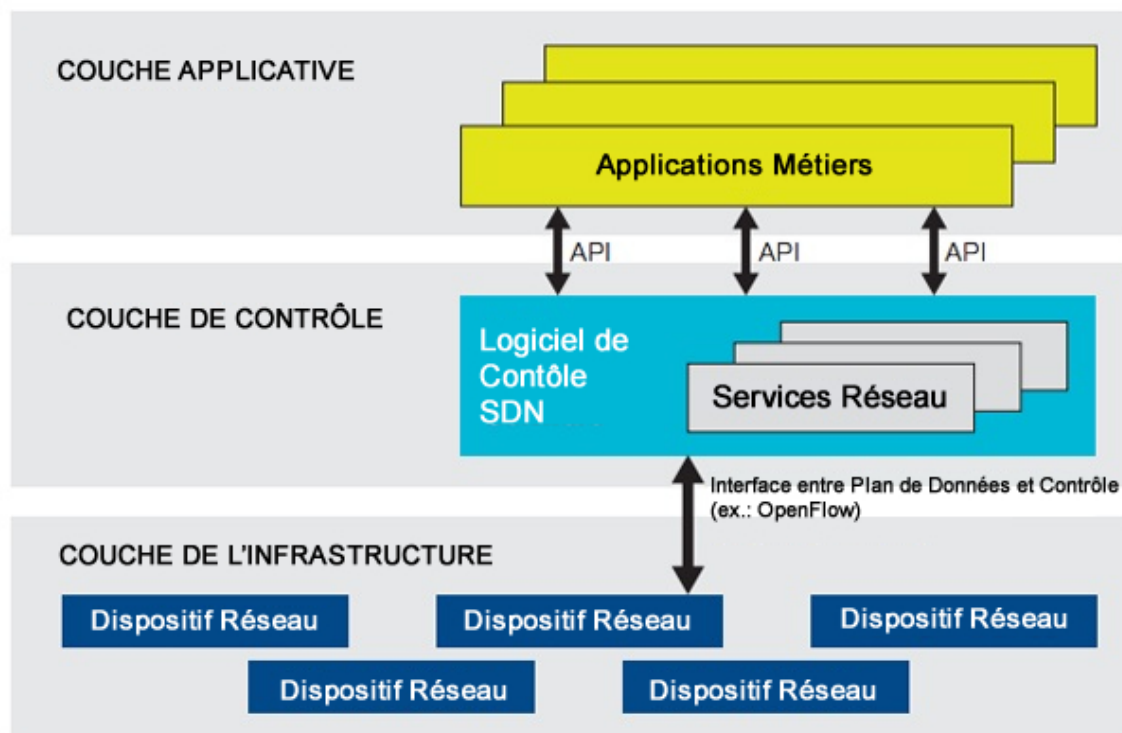 COUCHE APPLICATIVE
Applications Métiers
API
API
API
COUCHE DE CONTRÔLE
Logiciel de
Contôle
SDN
Services Réseau
Interface entre Plan de Données et Contrôle
(ex.: OpenFlow)
COUCHE DE L'INFRASTRUCTURE
Dispositif Réseau
Dispositif Réseau
Dispositif Réseau
Dispositif Réseau
Dispositif Réseau